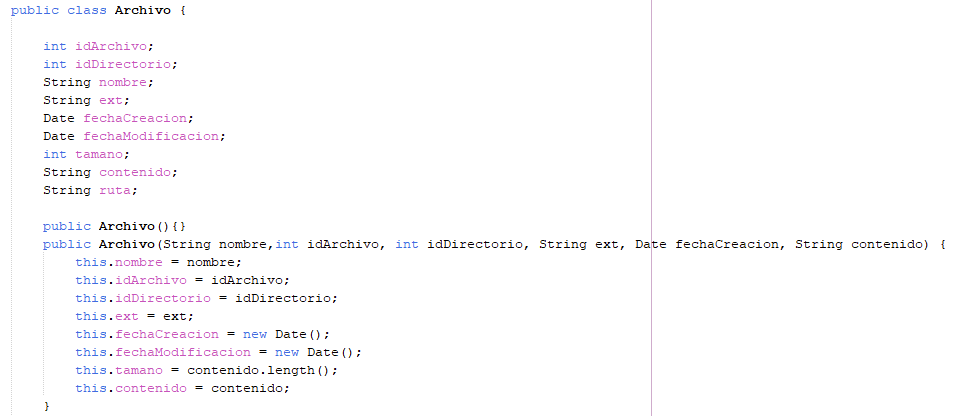 public class Archivo {
int idArchivo;
int idDirectorio;
String nombre;
String ext;
Date fechaCreacion;
Date fechaModificacion;
int tamano;
String contenido;
String ruta;
public Archivo(){}
public Archivo(String nombre,int idArchivo, int idDirectorio, String ext, Date fechaCreacion, String contenido) {
this.nombre = nombre;
this.idArchivo = idArchivo;
this.idDirectorio = idDirectorio;
this.ext = ext;
this.fechaCreacion = new Date();
this.fechaModificacion = new Date();
this.tamano = contenido.length();
this.contenido = contenido;
}